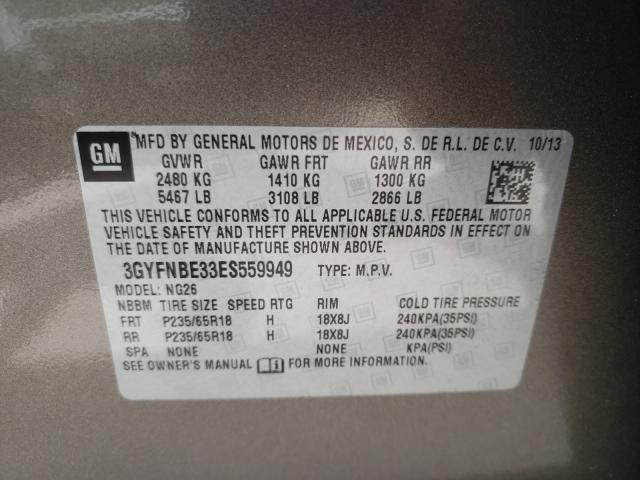 GM MFD BY GENERAL MOTORS DE MEXICO, S. DE R.L. DE C.V. 10/13
GVWR GAWR FRT GAWR RR
2480 KG 1410 KG 1300 KG
5467 LB 3108 LB 2866 LB
THIS VEHICLE CONFORMS TO ALL APPLICABLE U.S. FEDERAL MOTOR
VEHICLE SAFETY AND THEFT PREVENTION STANDARDS IN EFFECT ON
THE DATE OF MANUFACTURE SHOWN ABOVE.
3GYFNBE33ES559949 TYPE: M.P.V.
MODEL: NG26
NBBM TIRE SIZE SPEED RTG RIM COLD TIRE PRESSURE
FRT P235/65R18 H 18X8J 240KPA(35PSI)
RR P235/65R18 H 18X8J 240KPA(35PSI)
SPA NONE NONE KPA(PSI)
SEE OWNER'S MANUAL FOR MORE INFORMATION.